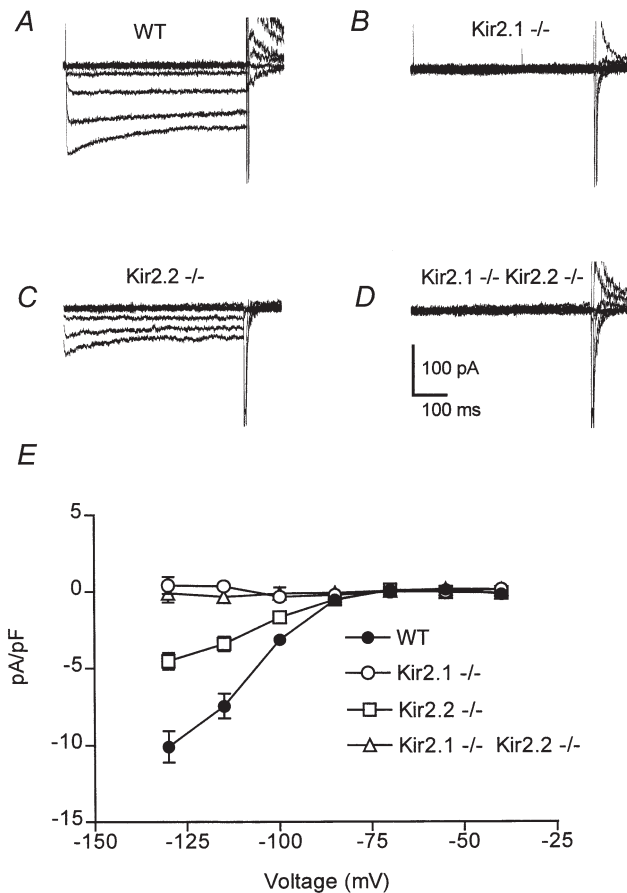 A
WT
B
Kir2.1 -/-
C
Kir2.2 -/-
D
Kir2.1 -/- Kir2.2 -/-
100 pA
100 ms
E
5
0
-5
-10
-15
pA/pF
WT
Kir2.1 -/-
Kir2.2 -/-
Kir2.1 -/- Kir2.2 -/-
-150 -125 -100 -75 -50 -25
Voltage (mV)